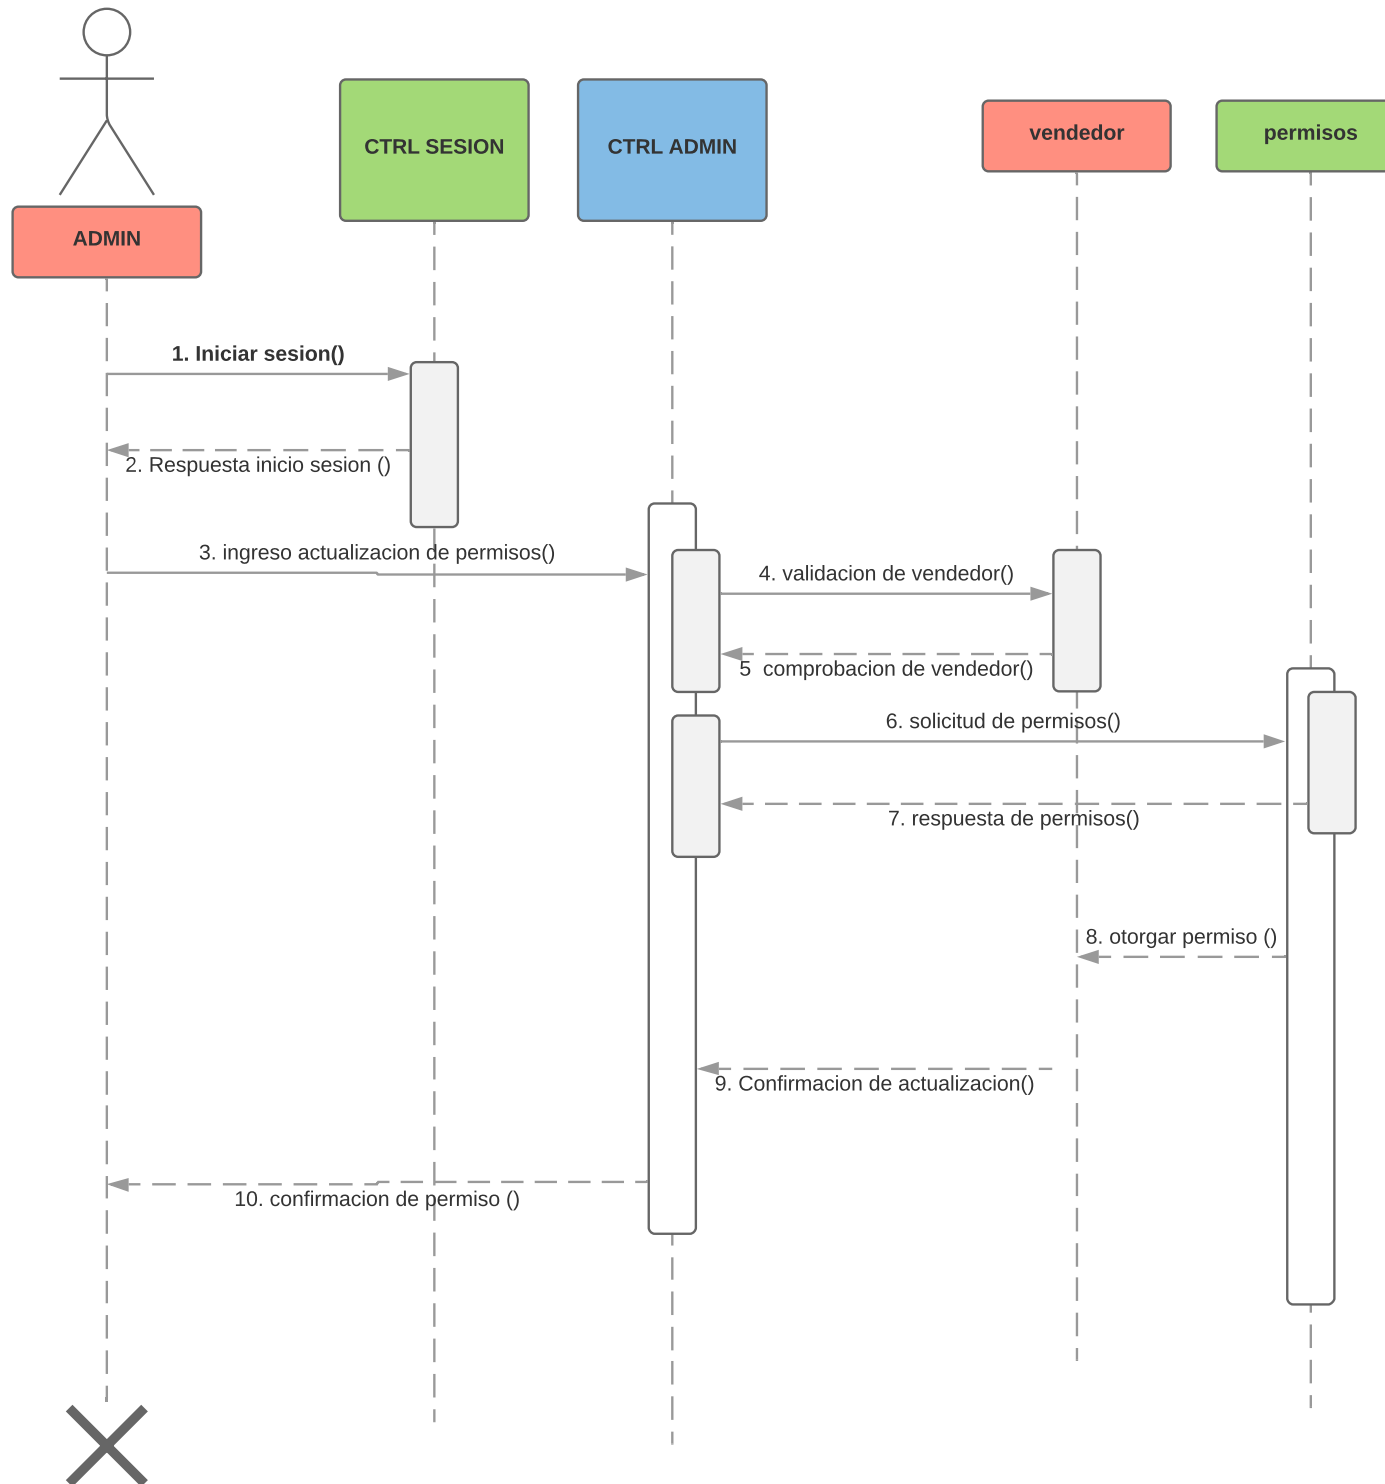 CTRL SESION
CTRL ADMIN
vendedor
permisos
ADMIN
1. Iniciar sesion()
2. Respuesta inicio sesion ()
3. ingreso actualizacion de permisos()
4. validacion de vendedor()
5  comprobacion de vendedor()
6. solicitud de permisos()
7. respuesta de permisos()
8. otorgar permiso ()
9. Confirmacion de actualizacion()
10. confirmacion de permiso ()